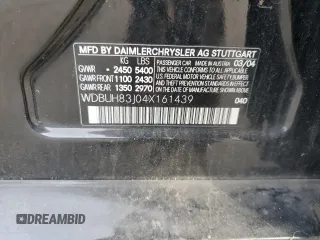 MFD BY DAIMLERCHRYSLER AG STUTTGART
MADE IN AUSTRIA 03/04
KG LBS
GVWR 2450 5400
GAWR FRONT 1100 2430
GAWR REAR 1350 2970
THIS VEHICLE CONFORMS TO ALL APPLICABLE
U.S. FEDERAL MOTOR VEHICLE SAFETY
BUMPER AND THEFT PREVENTION STANDARDS
IN EFFECT ON THE DATE OF
MANUFACTURE SHOWN ABOVE
WDBUH83J04X161439
PASSENGER CAR
040
DREAMBID